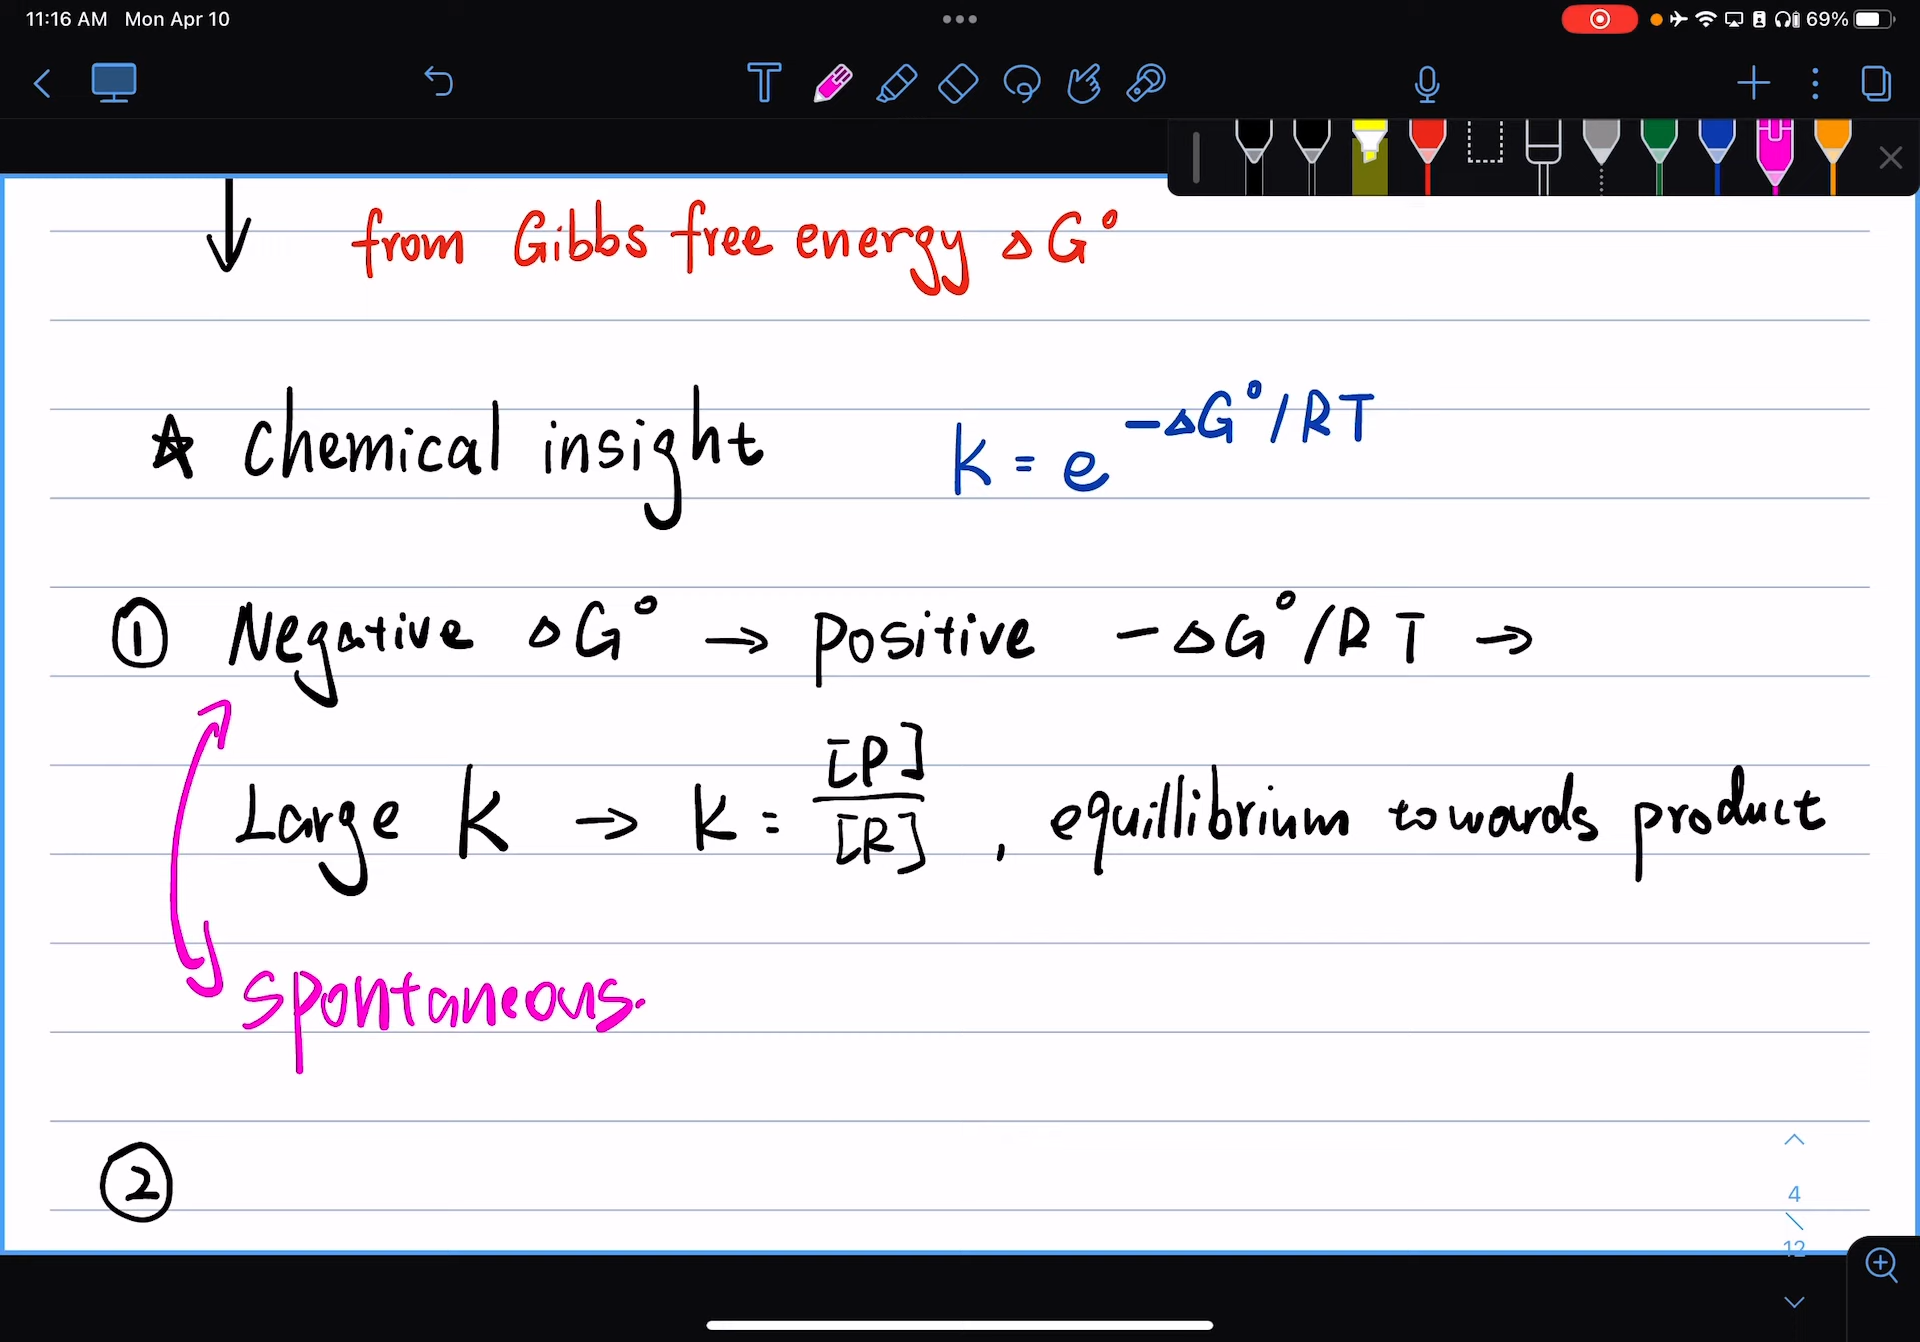 11:16 AM Mon Apr 10
69%
T
from Gibbs free energy ΔG°
☆ Chemical insight K = e^-ΔG°/RT
① Negative ΔG° → positive -ΔG°/RT →
Large K → K = [P]/[R] , equillibrium towards product
spontaneous.
②
4
12